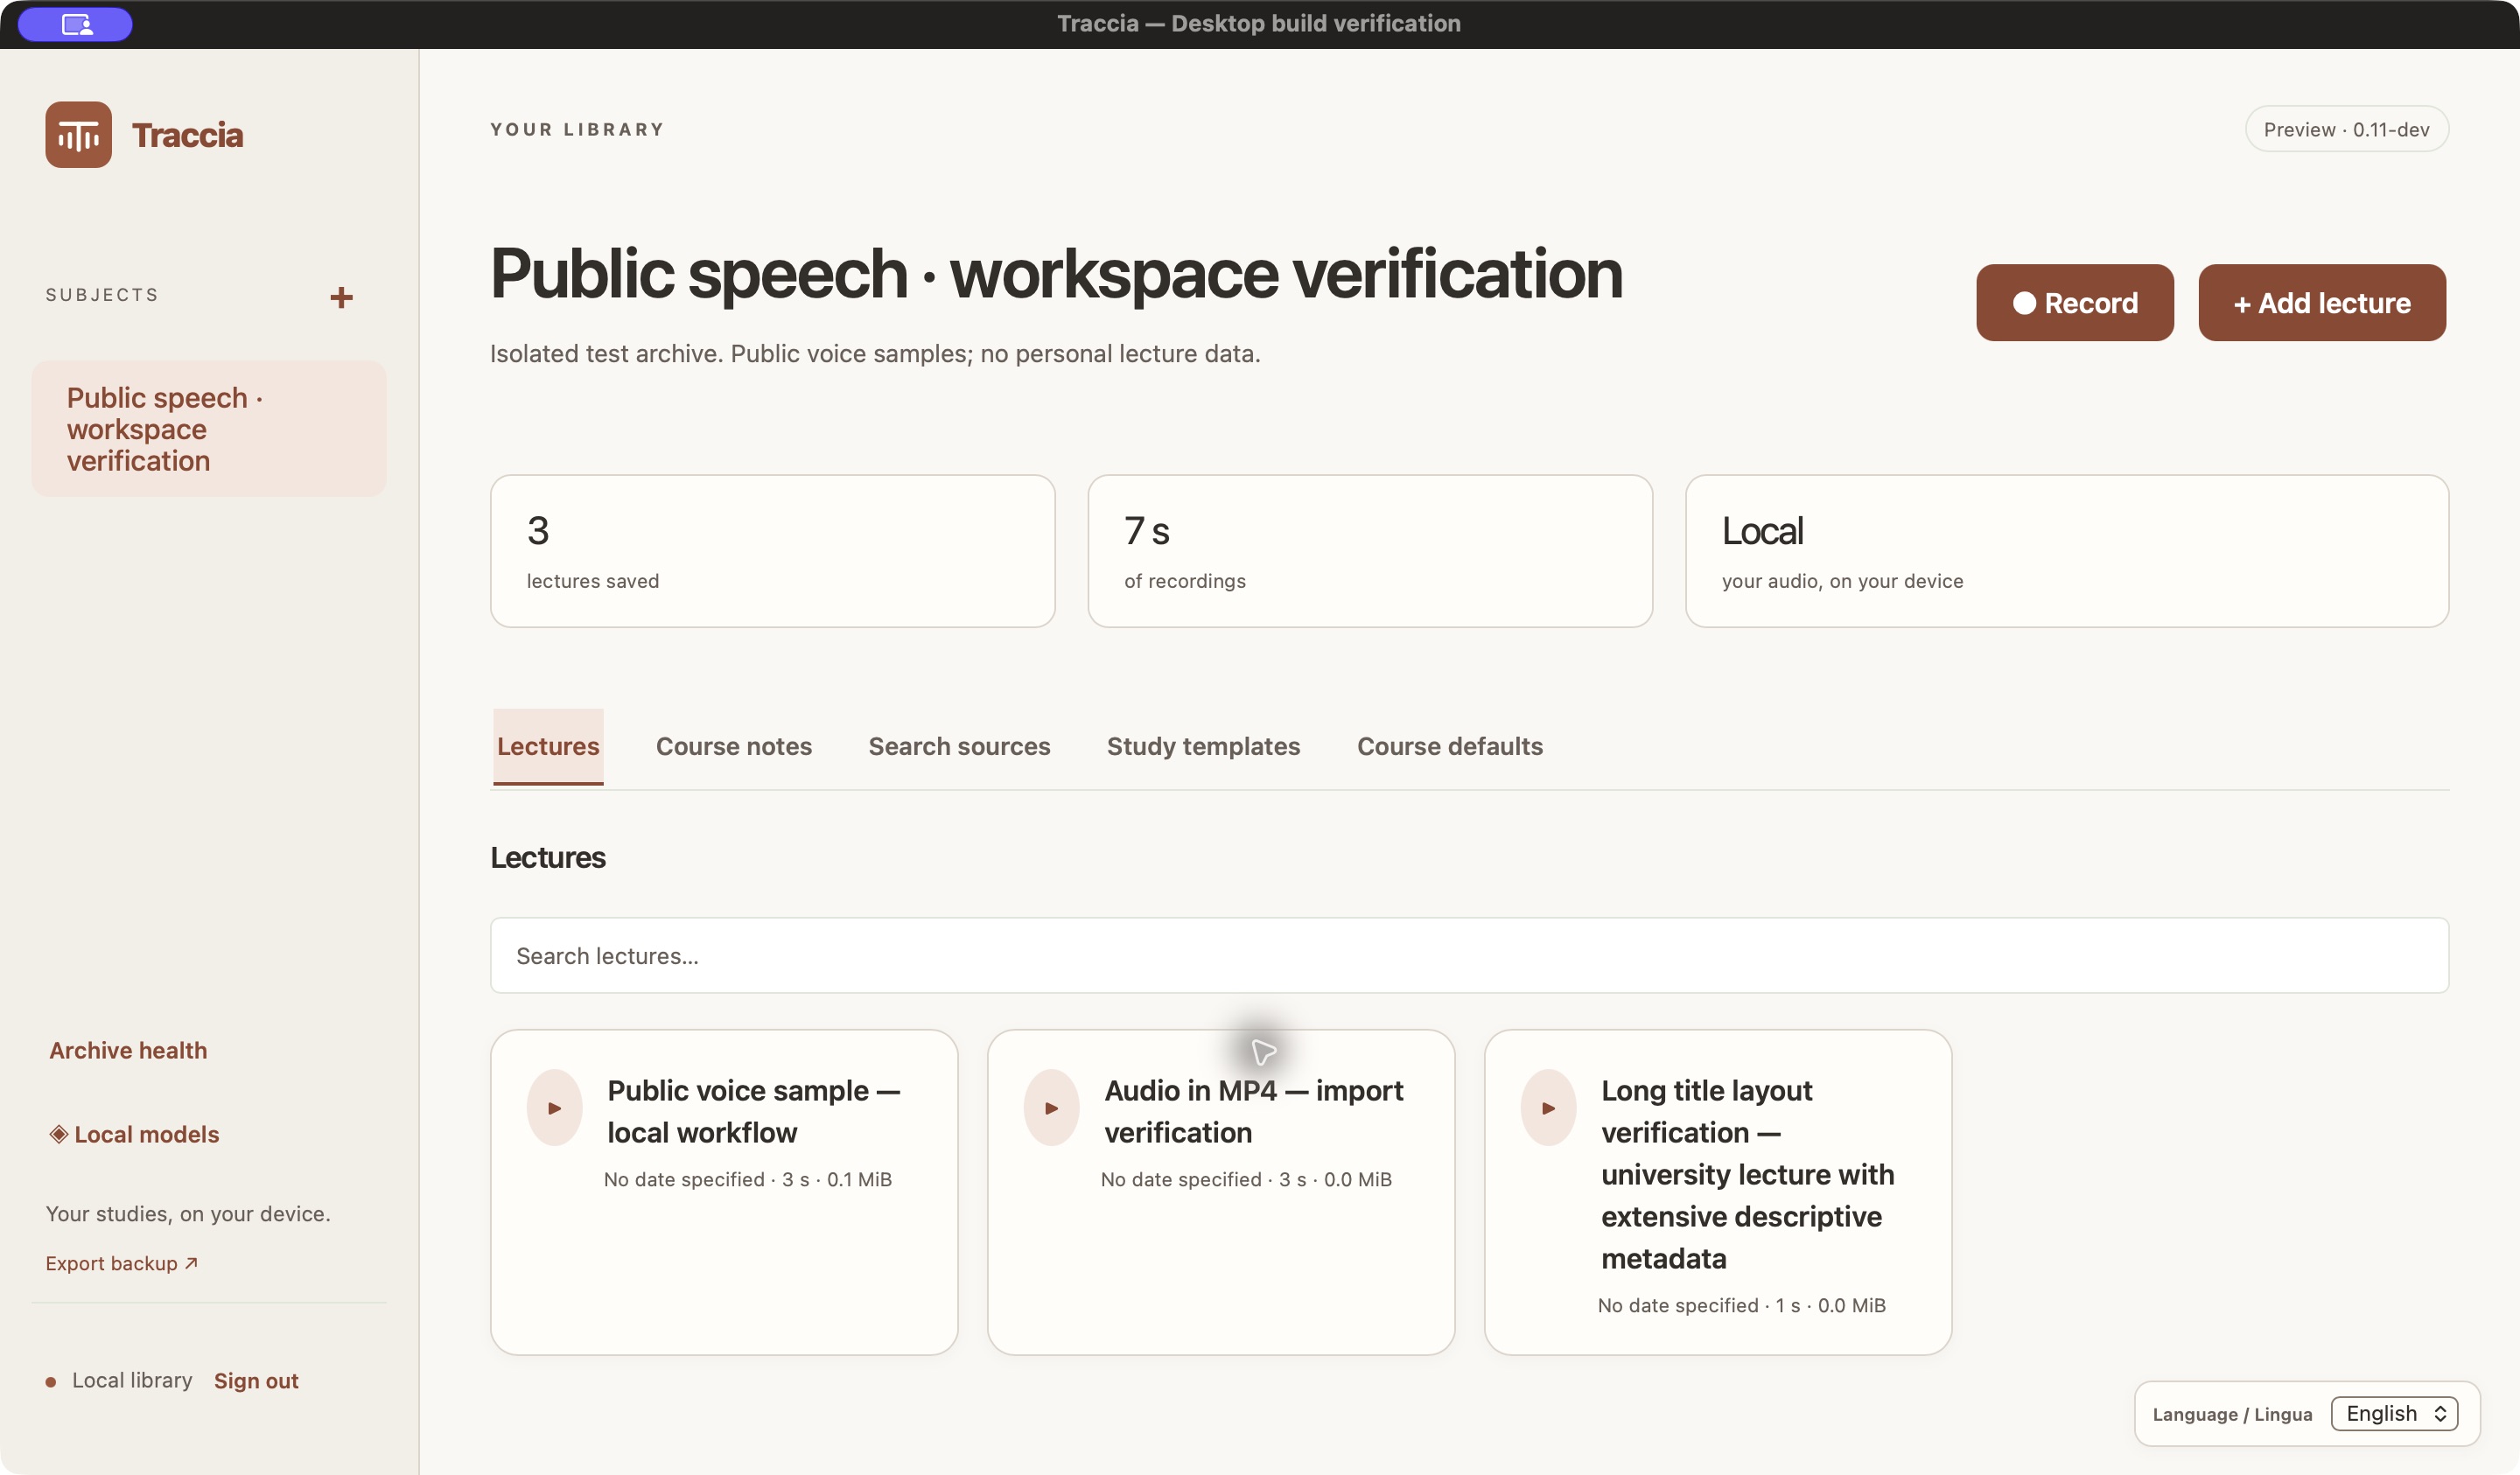 Traccia — Desktop build verification
Traccia
SUBJECTS
+
Public speech ·
workspace
verification
Archive health
◈ Local models
Your studies, on your device.
Export backup ↗
Local library Sign out
YOUR LIBRARY
Preview · 0.11-dev
Public speech · workspace verification
Isolated test archive. Public voice samples; no personal lecture data.
● Record
+ Add lecture
3
lectures saved
7 s
of recordings
Local
your audio, on your device
Lectures
Course notes
Search sources
Study templates
Course defaults
Lectures
Search lectures...
Public voice sample —
local workflow
No date specified · 3 s · 0.1 MiB
Audio in MP4 — import
verification
No date specified · 3 s · 0.0 MiB
Long title layout
verification —
university lecture with
extensive descriptive
metadata
No date specified · 1 s · 0.0 MiB
Language / Lingua
English